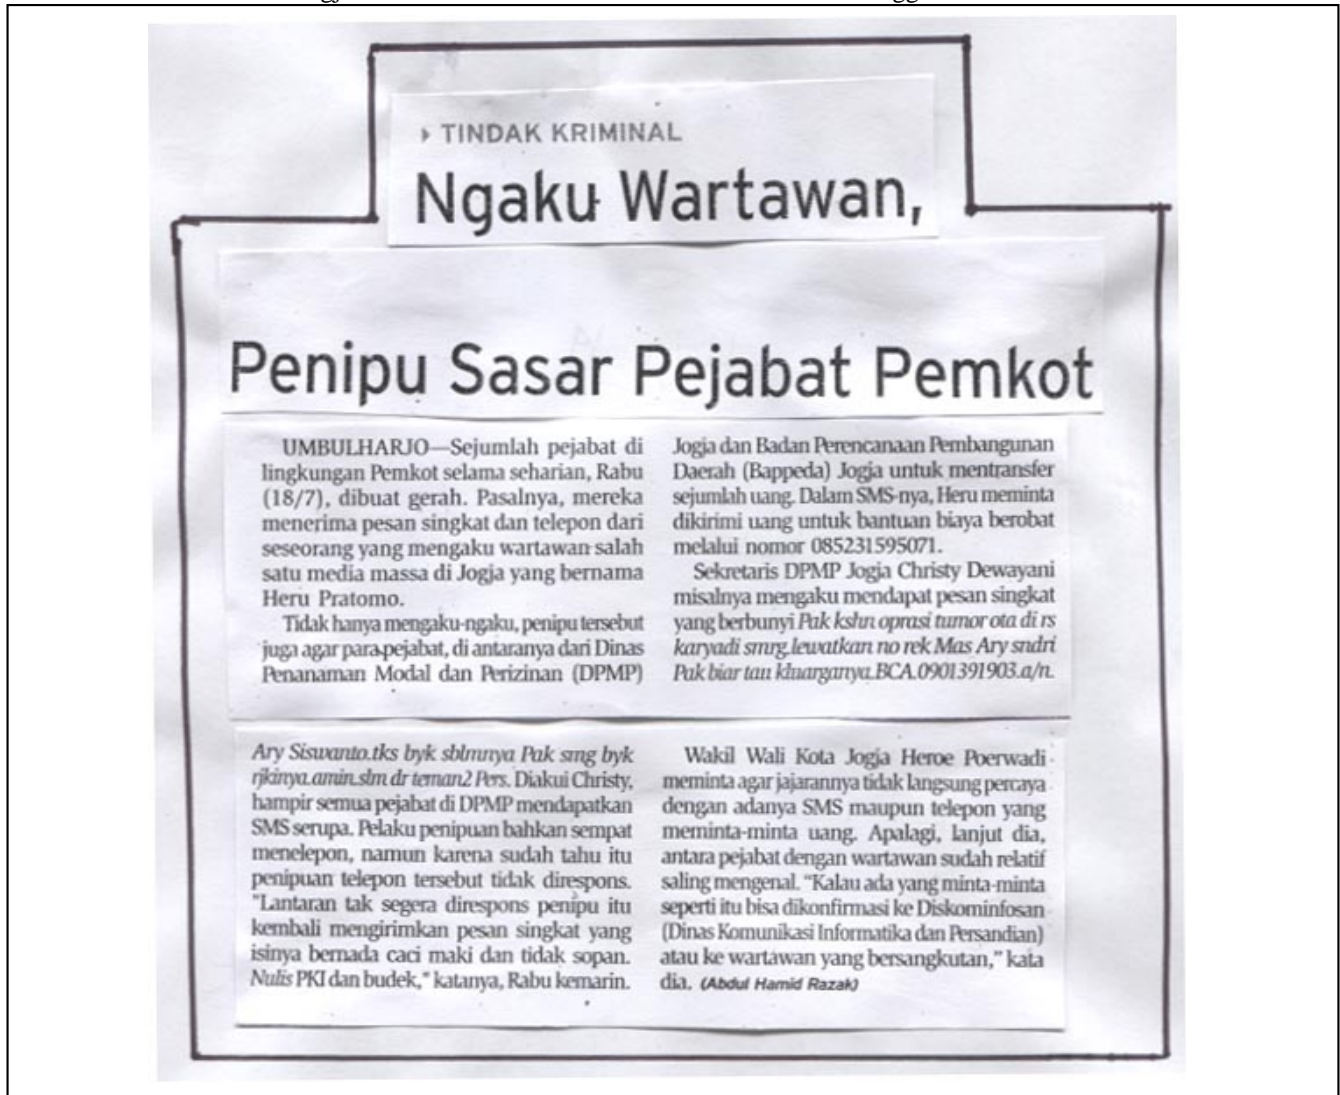 TINDAK KRIMINAL
Ngaku Wartawan,
Penipu Sasar Pejabat Pemkot
UMBULHARJO—Sejumlah pejabat di
lingkungan Pemkot selama seharian, Rabu
(18/7), dibuat gerah. Pasalnya, mereka
menerima pesan singkat dan telepon dari
seseorang yang mengaku wartawan salah
satu media massa di Jogja yang bernama
Heru Pratomo.
Tidak hanya mengaku-ngaku, penipu tersebut
juga agar para pejabat, di antaranya dari Dinas
Penanaman Modal dan Perizinan (DPMP)
Jogja dan Badan Perencanaan Pembangunan
Daerah (Bappeda) Jogja untuk mentransfer
sejumlah uang. Dalam SMS-nya, Heru meminta
dikirimi uang untuk bantuan biaya berobat
melalui nomor 085231595071.
Sekretaris DPMP Jogja Christy Dewayani
misalnya mengaku mendapat pesan singkat
yang berbunyi Pak kshn oprasi tumor ota di rs
karyadi smrg.lewatkan no rek Mas Ary sndri
Pak biar tau kluarganya.BCA.0901391903.a/n.
Ary Siswanto.tks byk sblmnya Pak smg byk
rjkinya.amin.slm dr teman2 Pers. Diakui Christy,
hampir semua pejabat di DPMP mendapatkan
SMS serupa. Pelaku penipuan bahkan sempat
menelepon, namun karena sudah tahu itu
penipuan telepon tersebut tidak direspons.
"Lantaran tak segera direspons penipu itu
kembali mengirimkan pesan singkat yang
isinya bernada caci maki dan tidak sopan.
Nulis PKI dan budek," katanya, Rabu kemarin.
Wakil Wali Kota Jogja Heroe Poerwadi
meminta agar jajarannya tidak langsung percaya
dengan adanya SMS maupun telepon yang
meminta-minta uang. Apalagi, lanjut dia,
antara pejabat dengan wartawan sudah relatif
saling mengenal. "Kalau ada yang minta-minta
seperti itu bisa dikonfirmasi ke Diskominfosan
(Dinas Komunikasi Informatika dan Persandian)
atau ke wartawan yang bersangkutan," kata
dia. (Abdul Hamid Razak)